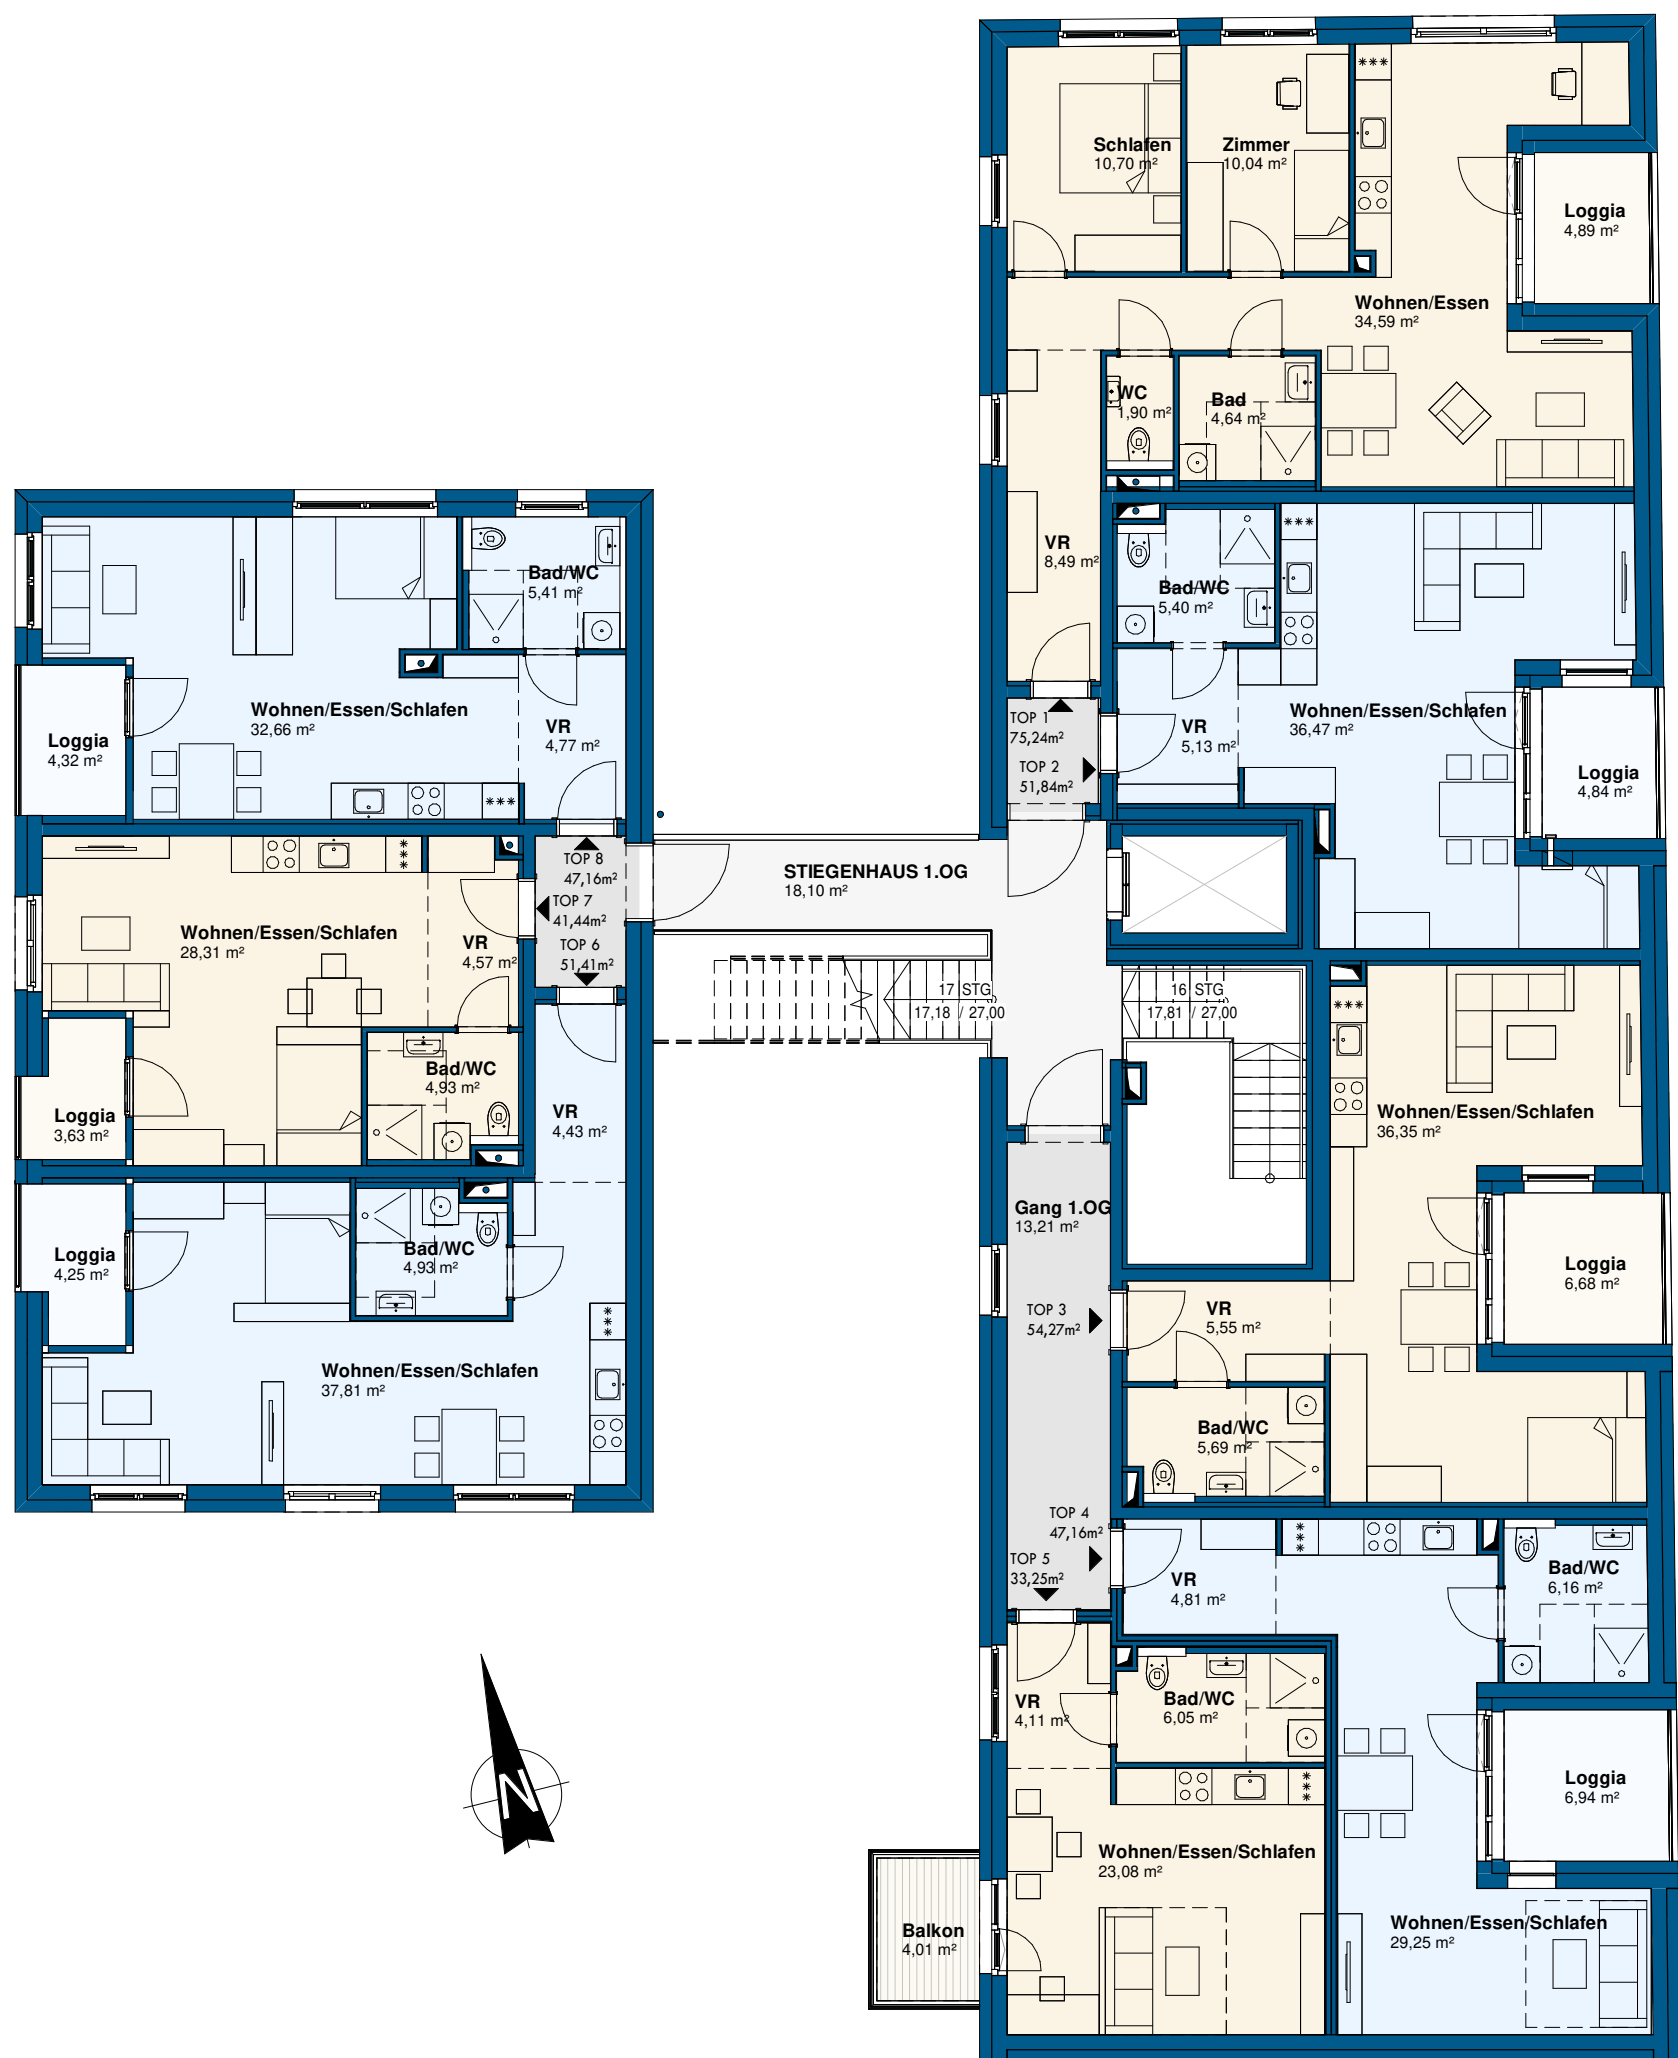 Schlafen
10,70 m²
Zimmer
10,04 m²
Loggia
4,89 m²
Wohnen/Essen
34,59 m²
WC
1,90 m²
Bad
4,64 m²
VR
8,49 m²
Bad/WC
5,40 m²
Bad/WC
5,41 m²
Wohnen/Essen/Schlafen
32,66 m²
VR
4,77 m²
Loggia
4,32 m²
TOP 1
75,24m²
TOP 2
51,84m²
VR
5,13 m²
Wohnen/Essen/Schlafen
36,47 m²
Loggia
4,84 m²
TOP 8
47,16m²
TOP 7
41,44m²
TOP 6
51,41m²
STIEGENHAUS 1.OG
18,10 m²
Wohnen/Essen/Schlafen
28,31 m²
VR
4,57 m²
17 STG
17,18 / 27,00
16 STG
17,81 / 27,00
Bad/WC
4,93 m²
Loggia
3,63 m²
VR
4,43 m²
Wohnen/Essen/Schlafen
36,35 m²
Gang 1.OG
13,21 m²
Loggia
4,25 m²
Bad/WC
4,93 m²
Loggia
6,68 m²
TOP 3
54,27m²
VR
5,55 m²
Wohnen/Essen/Schlafen
37,81 m²
Bad/WC
5,69 m²
TOP 4
47,16m²
TOP 5
33,25m²
VR
4,81 m²
Bad/WC
6,16 m²
VR
4,11 m²
Bad/WC
6,05 m²
N
Loggia
6,94 m²
Wohnen/Essen/Schlafen
23,08 m²
Balkon
4,01 m²
Wohnen/Essen/Schlafen
29,25 m²